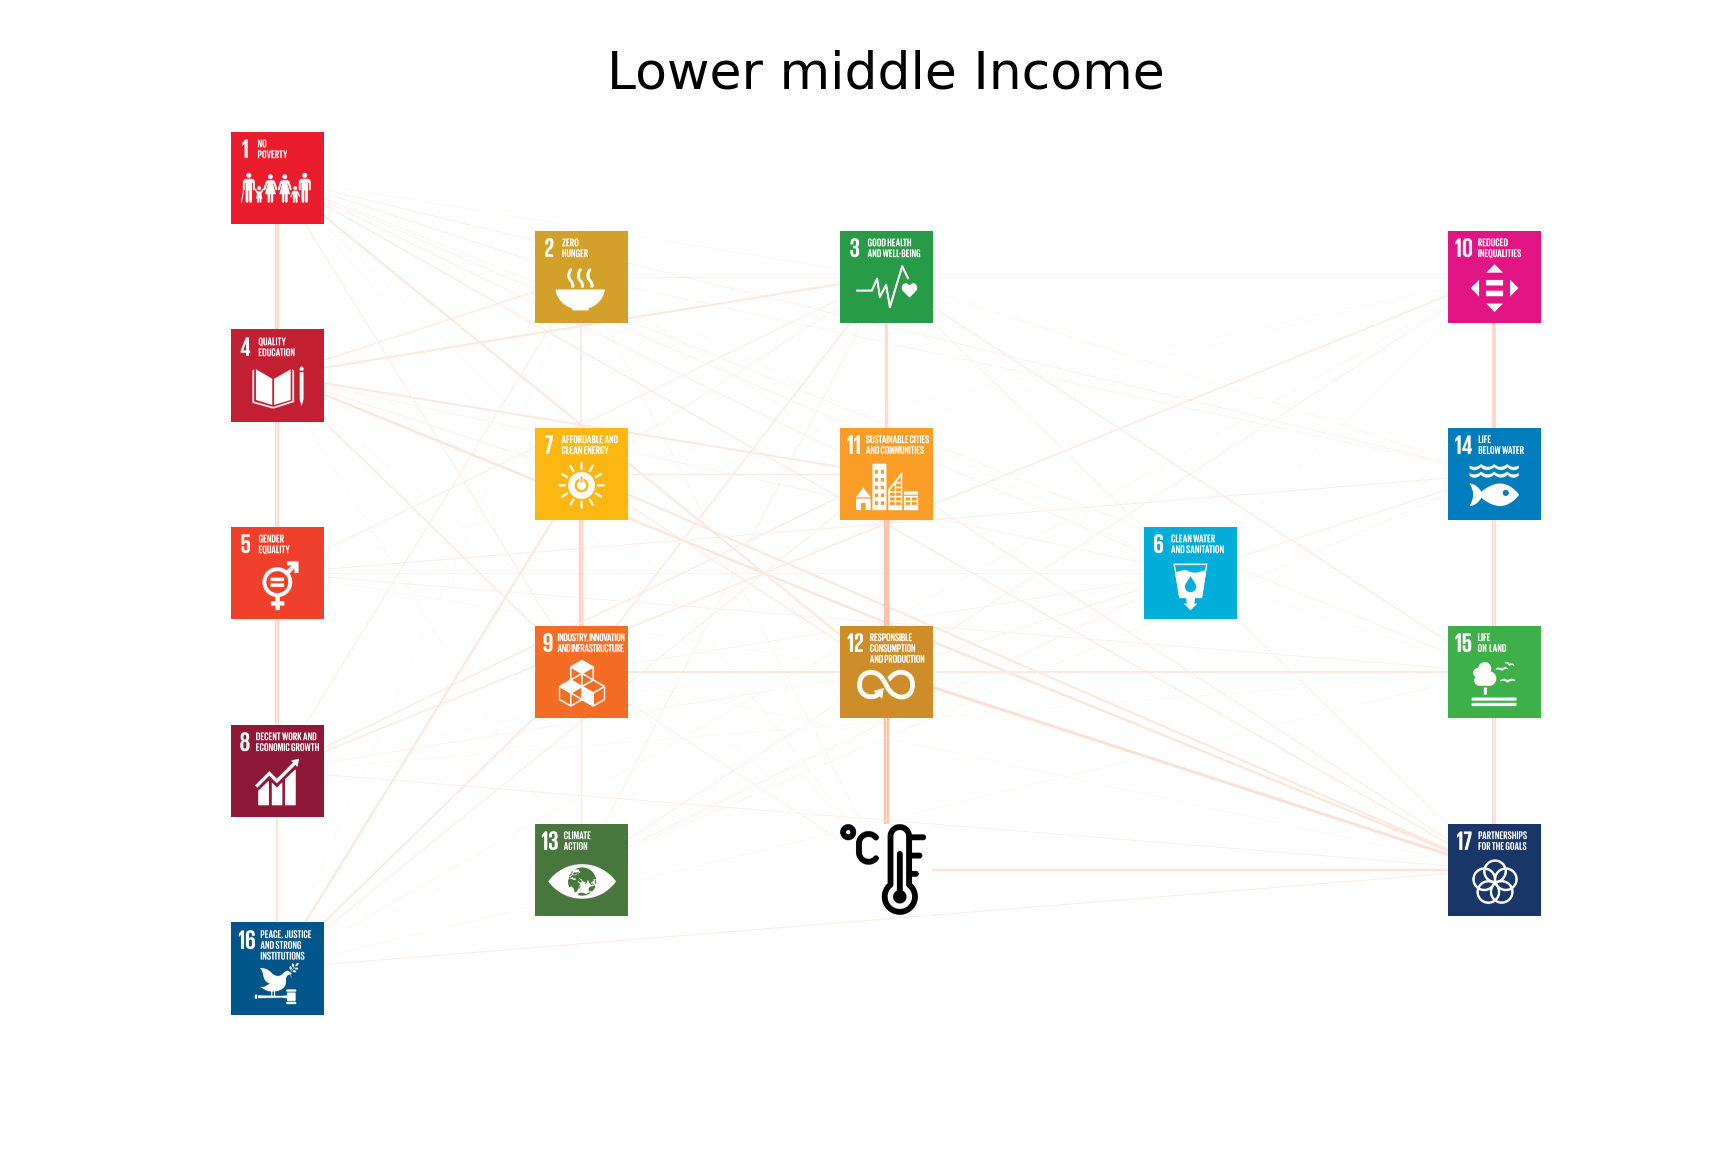 Lower middle Income
1 NO
POVERTY
2 ZERO
HUNGER
3 GOOD HEALTH
AND WELL-BEING
10 REDUCED
INEQUALITIES
4 QUALITY
EDUCATION
7 AFFORDABLE AND
CLEAN ENERGY
11 SUSTAINABLE CITIES
AND COMMUNITIES
14 LIFE
BELOW WATER
5 GENDER
EQUALITY
6 CLEAN WATER
AND SANITATION
9 INDUSTRY, INNOVATION
AND INFRASTRUCTURE
12 RESPONSIBLE
CONSUMPTION
AND PRODUCTION
15 LIFE
ON LAND
8 DECENT WORK AND
ECONOMIC GROWTH
13 CLIMATE
ACTION
°C
17 PARTNERSHIPS
FOR THE GOALS
16 PEACE, JUSTICE
AND STRONG
INSTITUTIONS